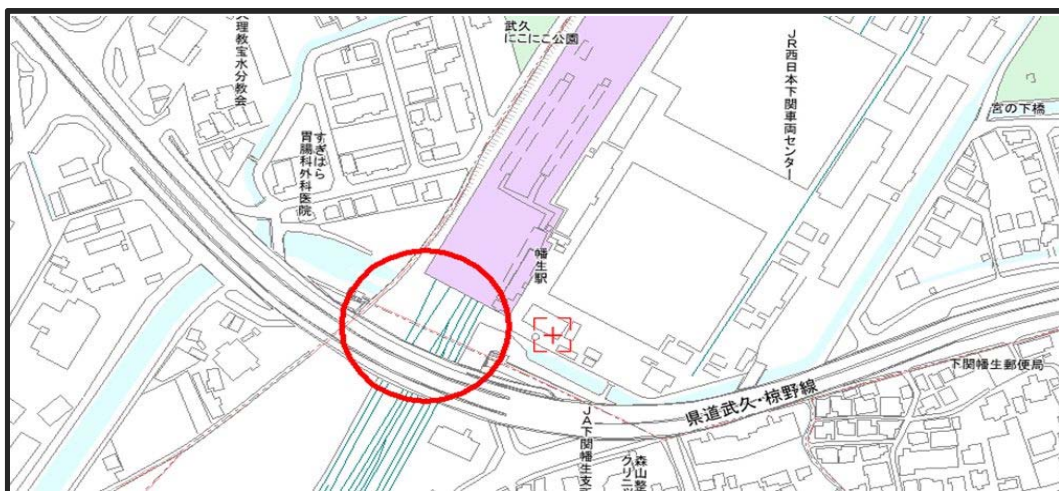 天理教宝水分教会
武久
にこにこ公園
JR西日本下関車両センター
宮の下橋
すぎはら
胃腸科外科医院
幡生駅
下関幡生郵便局
県道武久・椋野線
JA下関幡生支
森山整
クリニッ